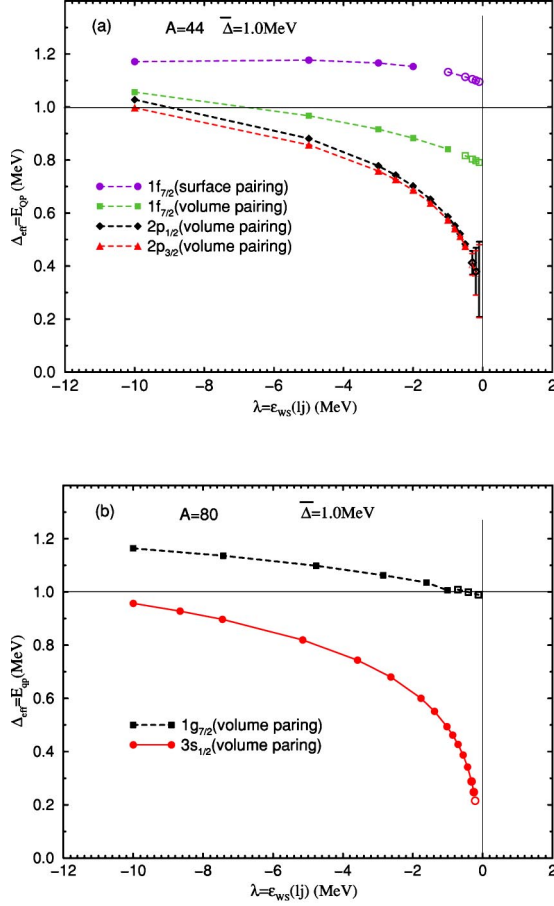 (a) A=44 Δ̅=1.0MeV
1.2
1.0
0.8
0.6
0.4
0.2
0.0
Δeff=EQP (MeV)
1f7/2(surface pairing)
1f7/2(volume pairing)
2p1/2(volume pairing)
2p3/2(volume pairing)
−12 −10 −8 −6 −4 −2 0 2
λ=εWS(lj) (MeV)
(b) A=80 Δ̅=1.0MeV
1.2
1.0
0.8
0.6
0.4
0.2
0.0
Δeff=Eqp(MeV)
1g7/2(volume paring)
3s1/2(volume paring)
−12 −10 −8 −6 −4 −2 0 2
λ=εWS(lj) (MeV)